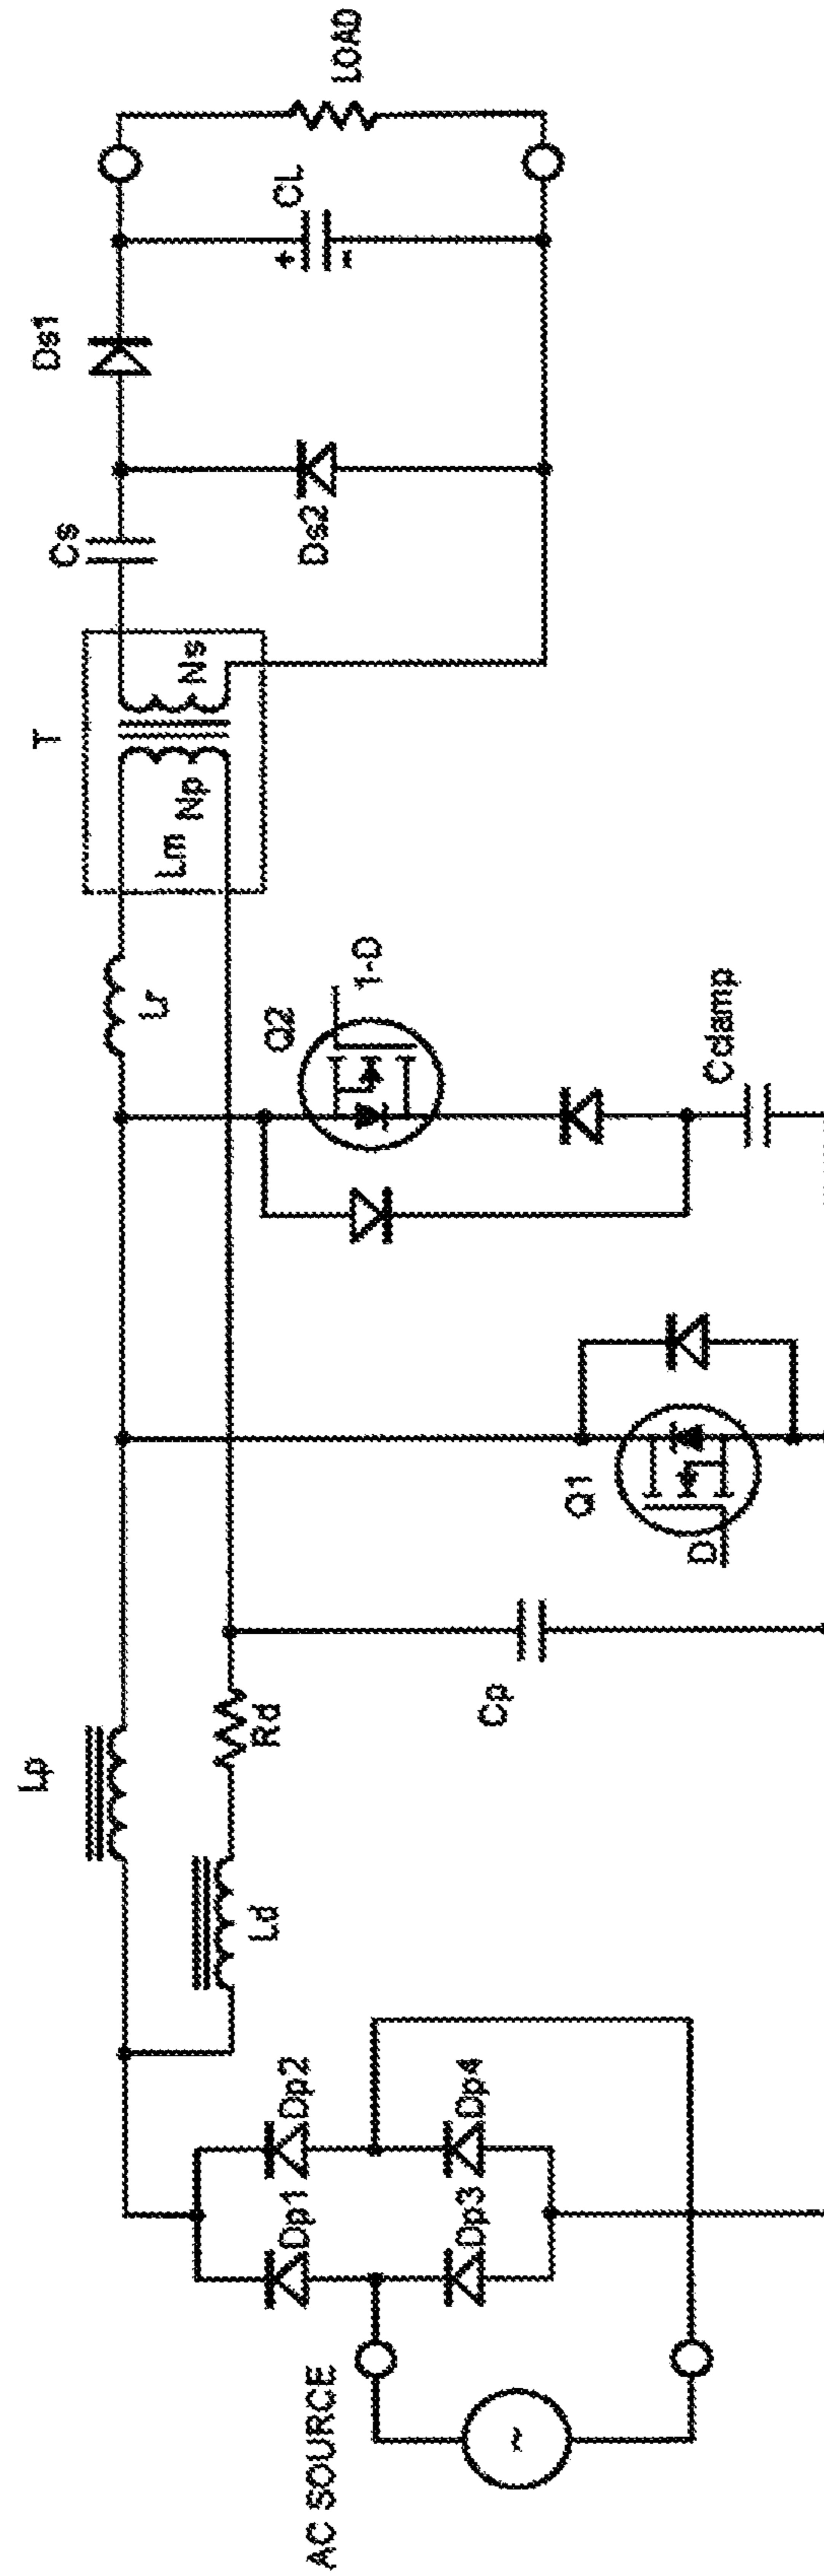 AC SOURCE
~
Dp1
Dp2
Dp3
Dp4
Lp
Ld
Rd
Cp
Q1
D
Q2
1-D
Cclamp
Lr
T
Lm
Np
Ns
Cs
Ds2
Ds1
+
CL
-
LOAD